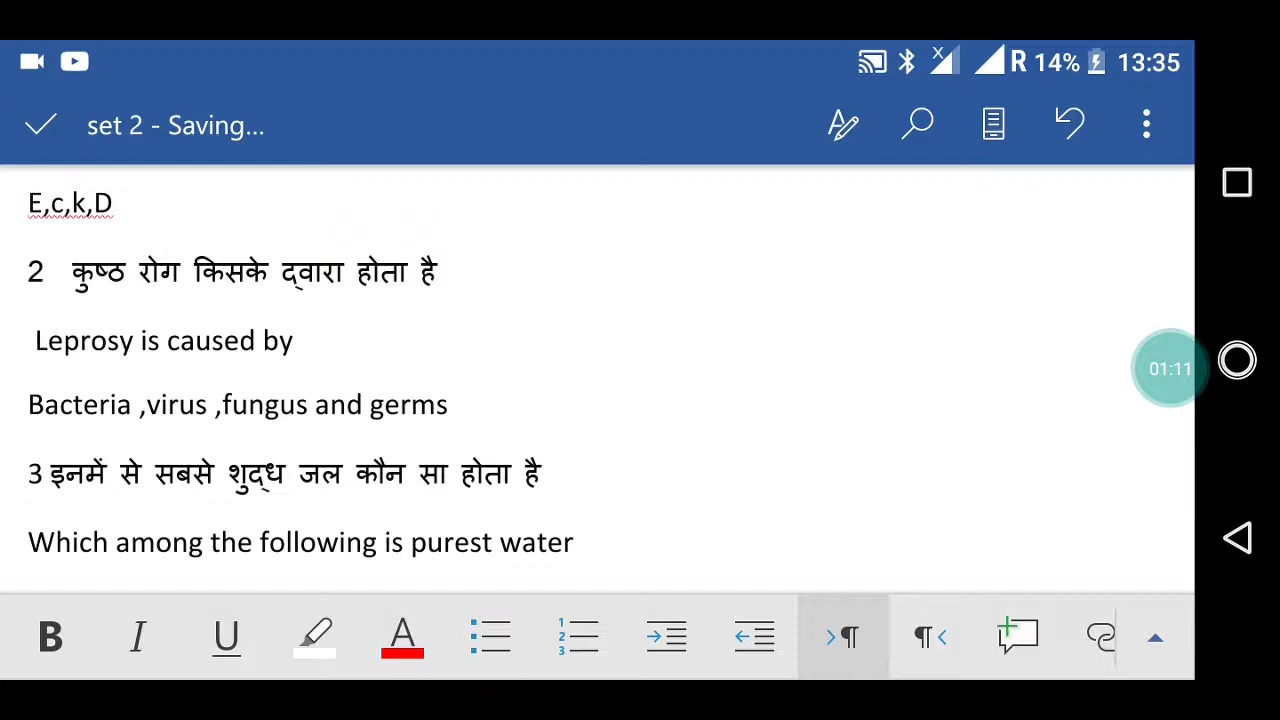 R 14% 13:35
set 2 - Saving...
E,c,k,D
2 कुष्ठ रोग किसके द्वारा होता है
Leprosy is caused by
01:11
Bacteria ,virus ,fungus and germs
3 इनमें से सबसे शुद्ध जल कौन सा होता है
Which among the following is purest water